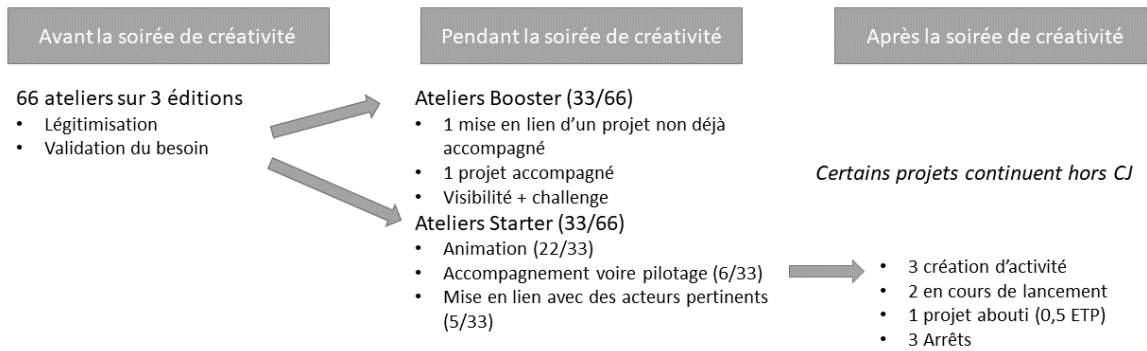 Avant la soirée de créativité
66 ateliers sur 3 éditions
• Légitimisation
• Validation du besoin
Pendant la soirée de créativité
Ateliers Booster (33/66)
• 1 mise en lien d’un projet non déjà
accompagné
• 1 projet accompagné
• Visibilité + challenge
Ateliers Starter (33/66)
• Animation (22/33)
• Accompagnement voire pilotage (6/33)
• Mise en lien avec des acteurs pertinents
(5/33)
Après la soirée de créativité
Certains projets continuent hors CJ
• 3 création d’activité
• 2 en cours de lancement
• 1 projet abouti (0,5 ETP)
• 3 Arrêts